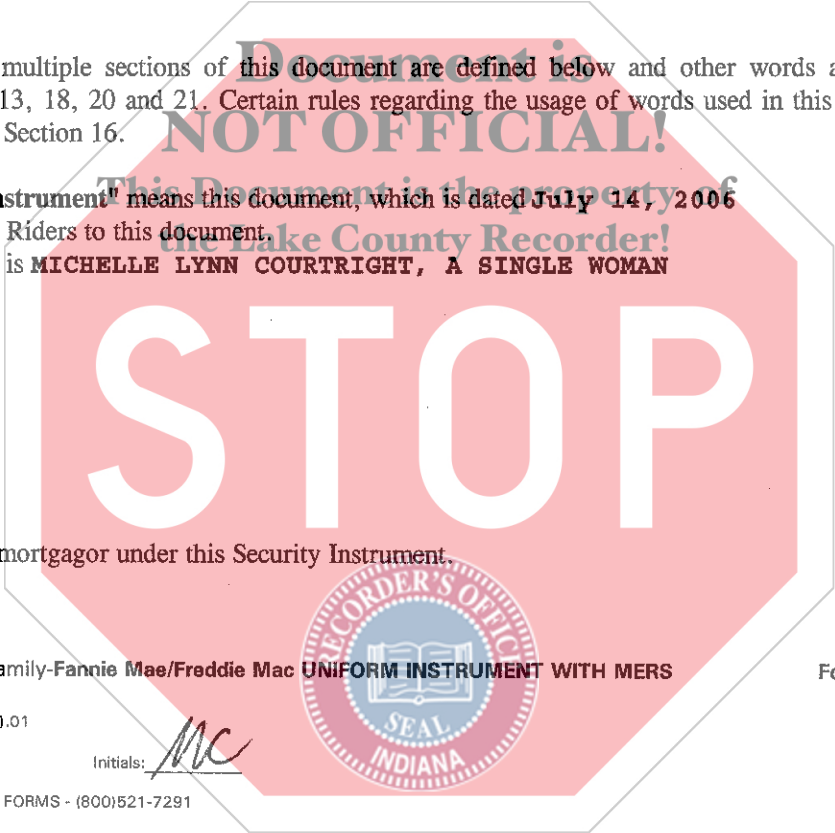 Document is
multiple sections of this document are defined below and other words a
13, 18, 20 and 21. Certain rules regarding the usage of words used in this
Section 16.
NOT OFFICIAL!
This Document is the property of
the Lake County Recorder!
nstrument" means this document, which is dated July 14, 2006
Riders to this document.
is MICHELLE LYNN COURTRIGHT, A SINGLE WOMAN
STOP
mortgagor under this Security Instrument.
RECORDER'S OFFICE
SEAL
INDIANA
amily-Fannie Mae/Freddie Mac UNIFORM INSTRUMENT WITH MERS
Fo
).01
Initials: MC
FORMS - (800)521-7291